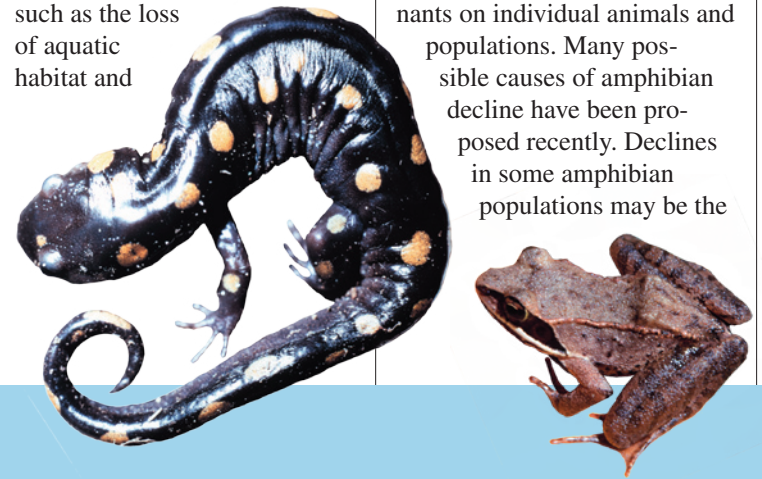 such as the loss
of aquatic
habitat and
nants on individual animals and
populations. Many pos-
sible causes of amphibian
decline have been pro-
posed recently. Declines
in some amphibian
populations may be the